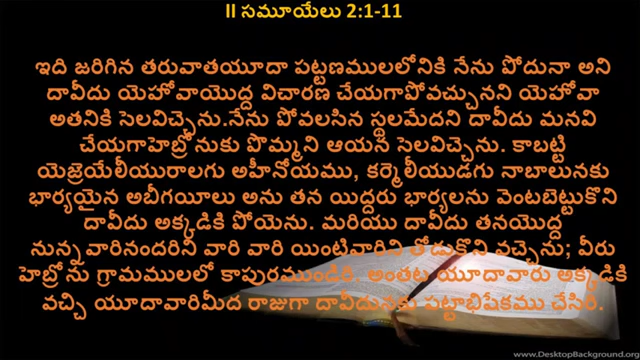 II సమూయేలు 2:1-11
ఇది జరిగిన తరువాతయూదా పట్టణములలోనికి నేను పోదునా అని
దావీదు యెహోవాయొద్ద విచారణ చేయగాపోవచ్చునని యెహోవా
అతనికి సెలవిచ్చెను.నేను పోవలసిన స్థలమేదని దావీదు మనవి
చేయగాహెబ్రోనుకు పొమ్మని ఆయన సెలవిచ్చెను. కాబట్టి
యెజ్రెయేలీయురాలగు అహీనోయము, కర్మెలీయుడగు నాబాలునకు
భార్యయైన అబీగయీలు అను తన యిద్దరు భార్యలను వెంటబెట్టుకొని
దావీదు అక్కడికి పోయెను. మరియు దావీదు తనయొద్ద
నున్నవారినందరిని వారి వారి యింటివారిని తోడుకొని వచ్చెను; వీరు
హెబ్రోను గ్రామములలో కాపురముండిరి. అంతట యూదావారు అక్కడికి
వచ్చి యూదావారిమీద రాజుగా దావీదునకు పట్టాభిషేకము చేసిరి.
www.DesktopBackground.org